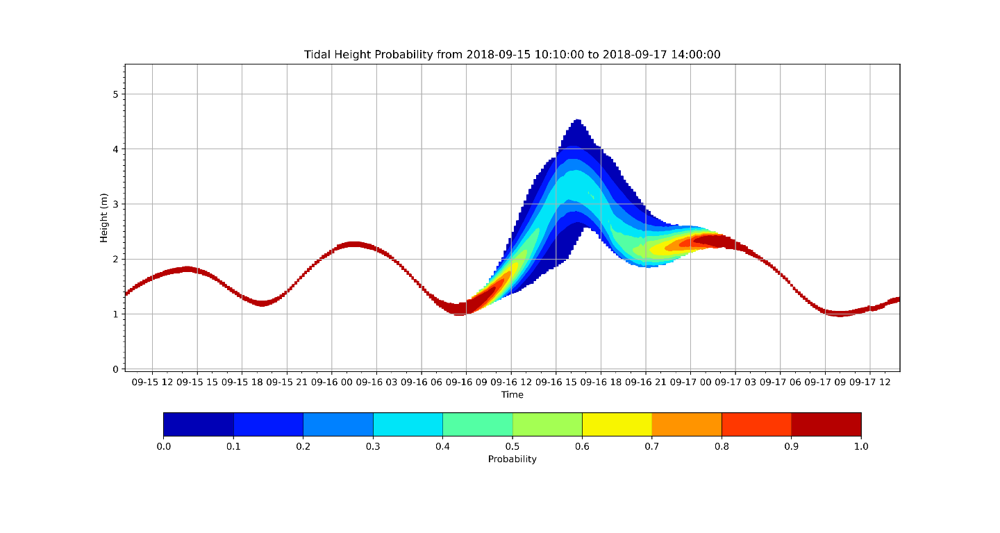 Tidal Height Probability from 2018-09-15 10:10:00 to 2018-09-17 14:00:00
5
4
3
2
1
0
Height (m)
09-15 12 09-15 15 09-15 18 09-15 21 09-16 00 09-16 03 09-16 06 09-16 09 09-16 12 09-16 15 09-16 18 09-16 21 09-17 00 09-17 03 09-17 06 09-17 09 09-17 12
Time
0.0 0.1 0.2 0.3 0.4 0.5 0.6 0.7 0.8 0.9 1.0
Probability